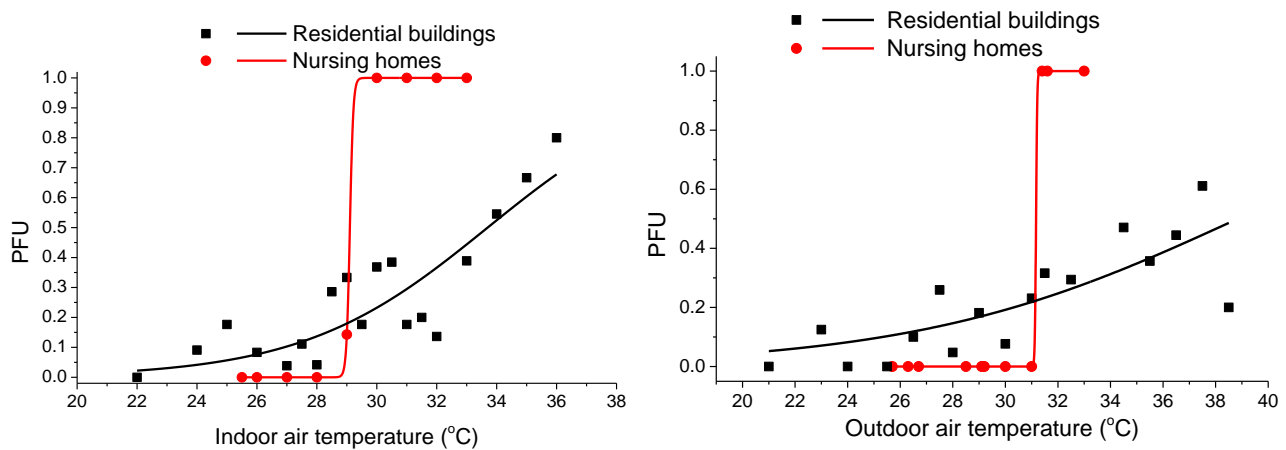 Residential buildings
Nursing homes
1.0
0.9
0.8
0.7
0.6
0.5
0.4
0.3
0.2
0.1
0.0
PFU
20 22 24 26 28 30 32 34 36 38
Indoor air temperature (°C)
Residential buildings
Nursing homes
1.0
0.8
0.6
0.4
0.2
0.0
PFU
20 22 24 26 28 30 32 34 36 38 40
Outdoor air temperature (°C)